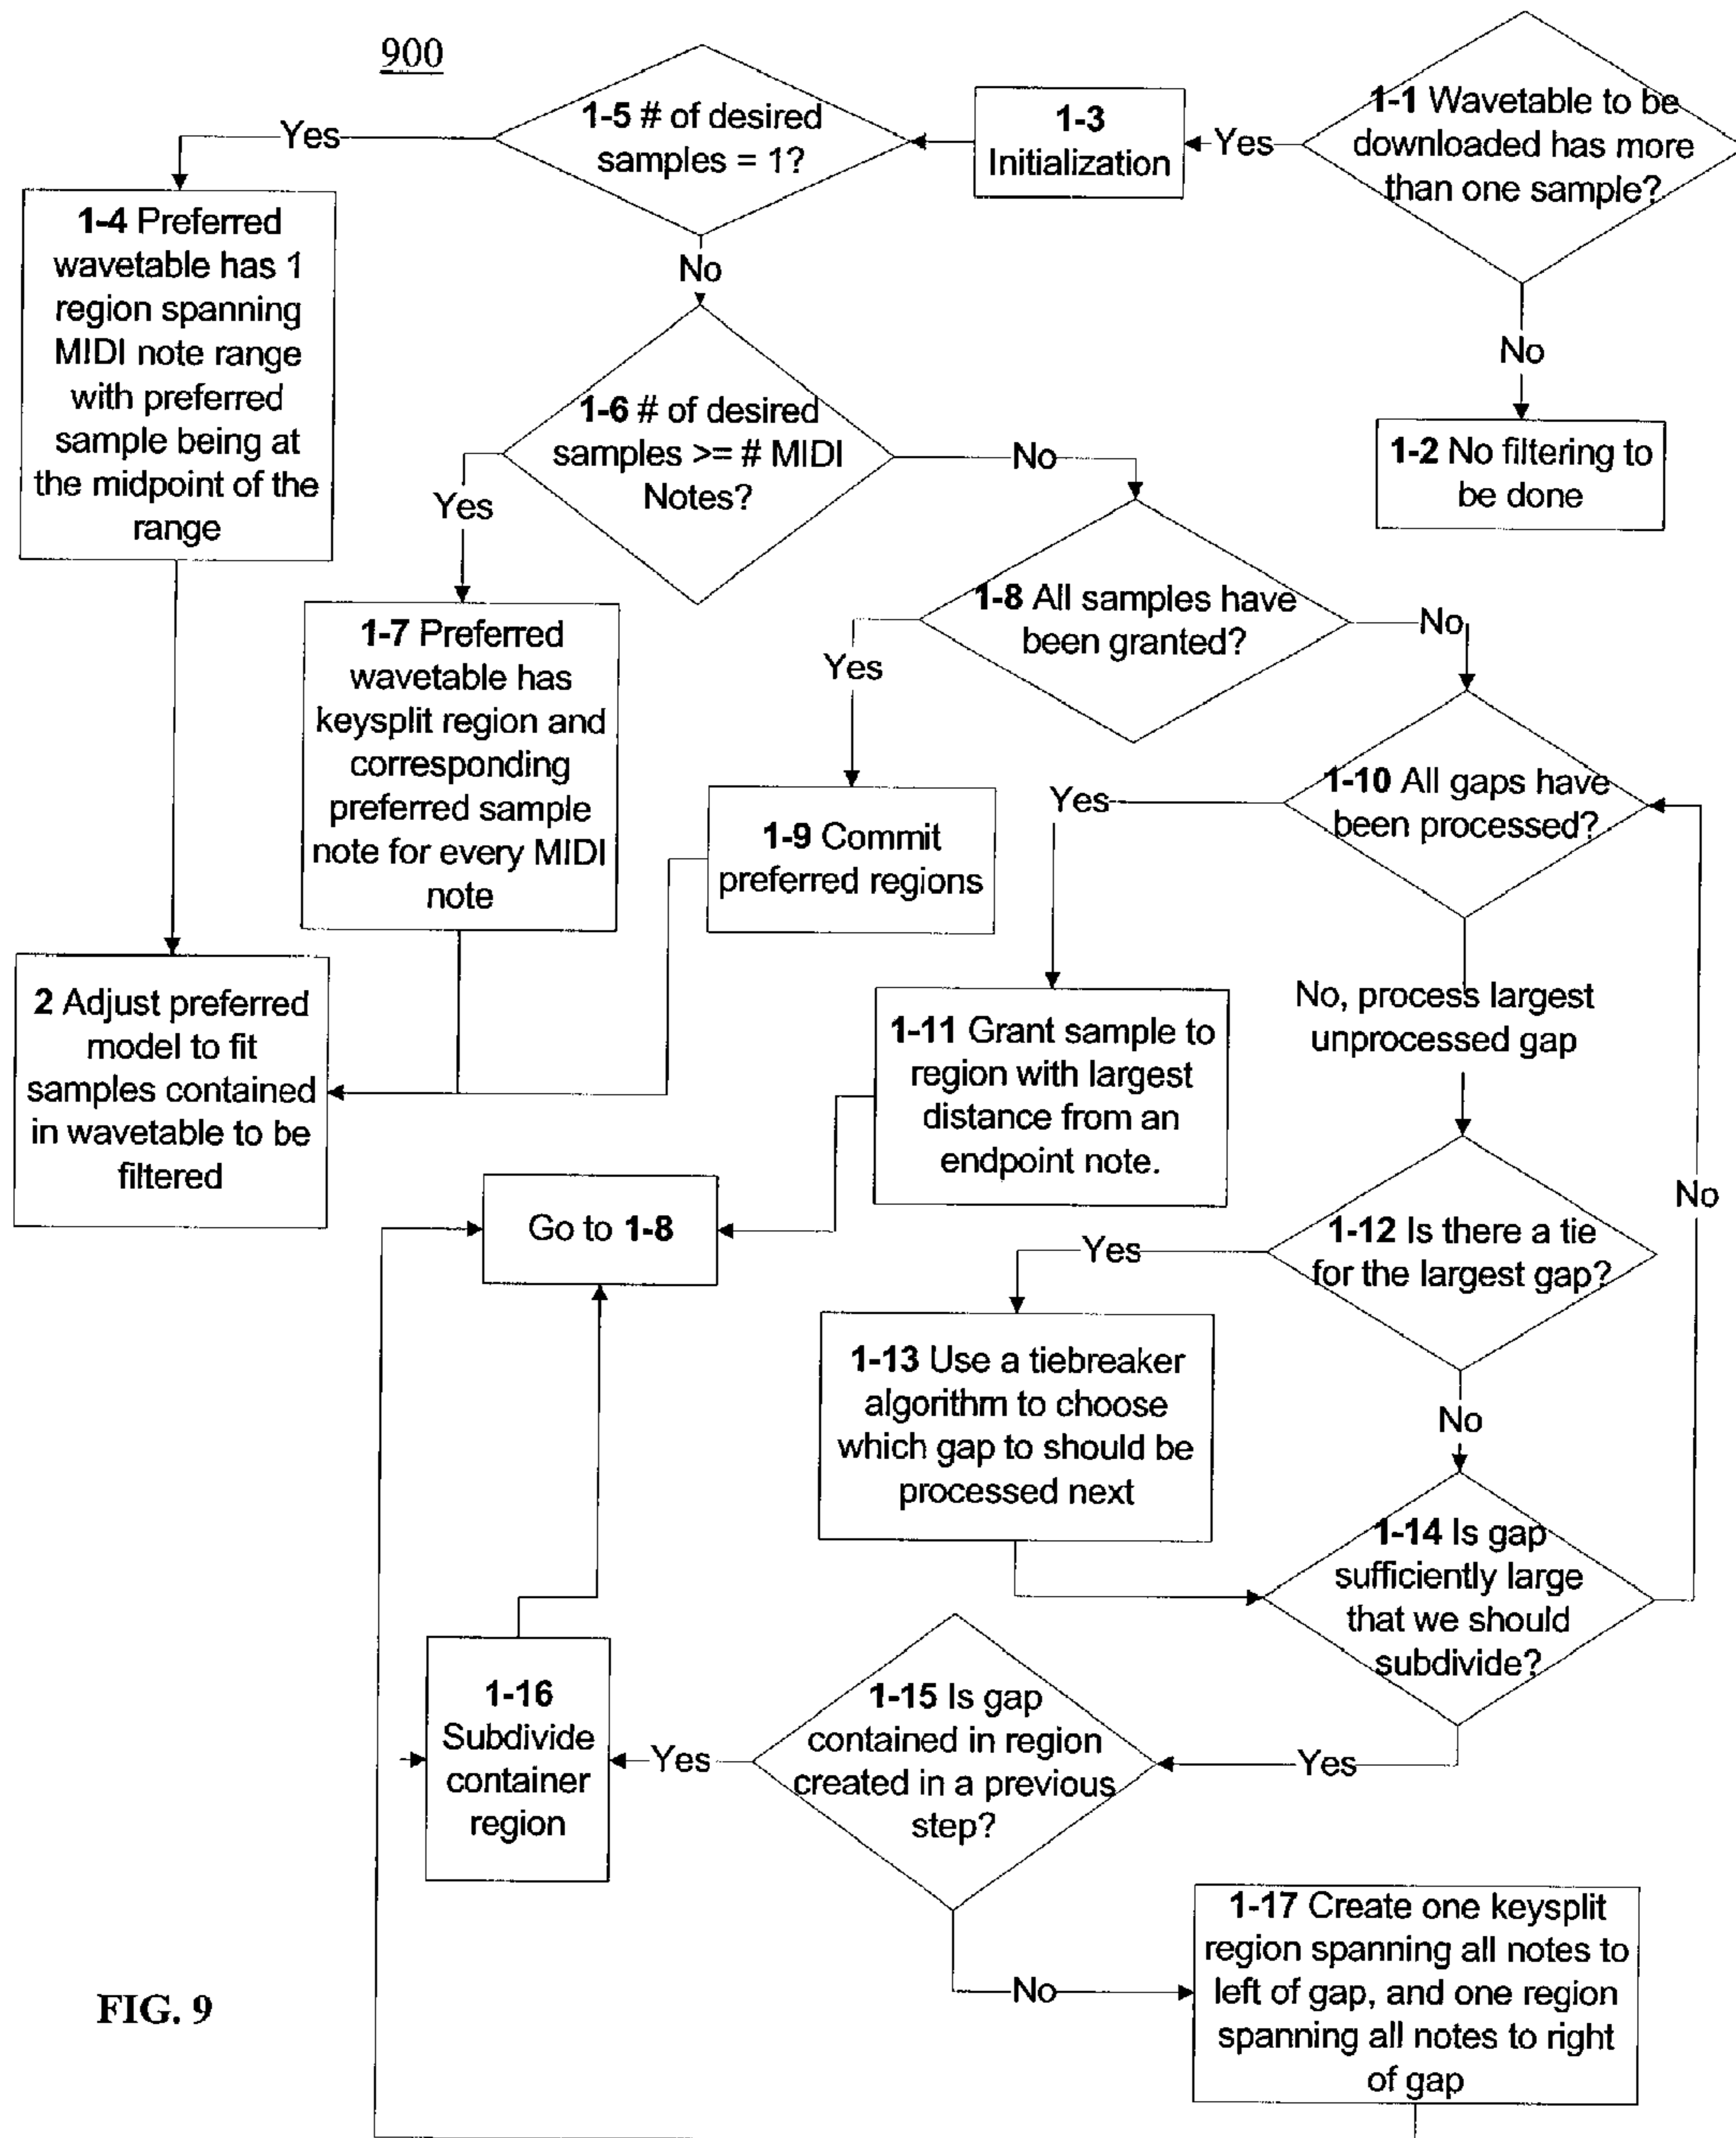 900
1-1 Wavetable to be
downloaded has more
than one sample?
Yes
1-3
Initialization
1-5 # of desired
samples = 1?
Yes
No
No
1-2 No filtering to
be done
1-4 Preferred
wavetable has 1
region spanning
MIDI note range
with preferred
sample being at
the midpoint of the
range
1-6 # of desired
samples >= # MIDI
Notes?
No
Yes
1-7 Preferred
wavetable has
keysplit region and
corresponding
preferred sample
note for every MIDI
note
1-8 All samples have
been granted?
No
Yes
1-9 Commit
preferred regions
1-10 All gaps have
been processed?
Yes
No, process largest
unprocessed gap
2 Adjust preferred
model to fit
samples contained
in wavetable to be
filtered
1-11 Grant sample to
region with largest
distance from an
endpoint note.
Go to 1-8
1-12 Is there a tie
for the largest gap?
Yes
No
No
1-13 Use a tiebreaker
algorithm to choose
which gap to should be
processed next
1-14 Is gap
sufficiently large
that we should
subdivide?
Yes
1-15 Is gap
contained in region
created in a previous
step?
Yes
1-16
Subdivide
container
region
No
1-17 Create one keysplit
region spanning all notes to
left of gap, and one region
spanning all notes to right
of gap
FIG. 9